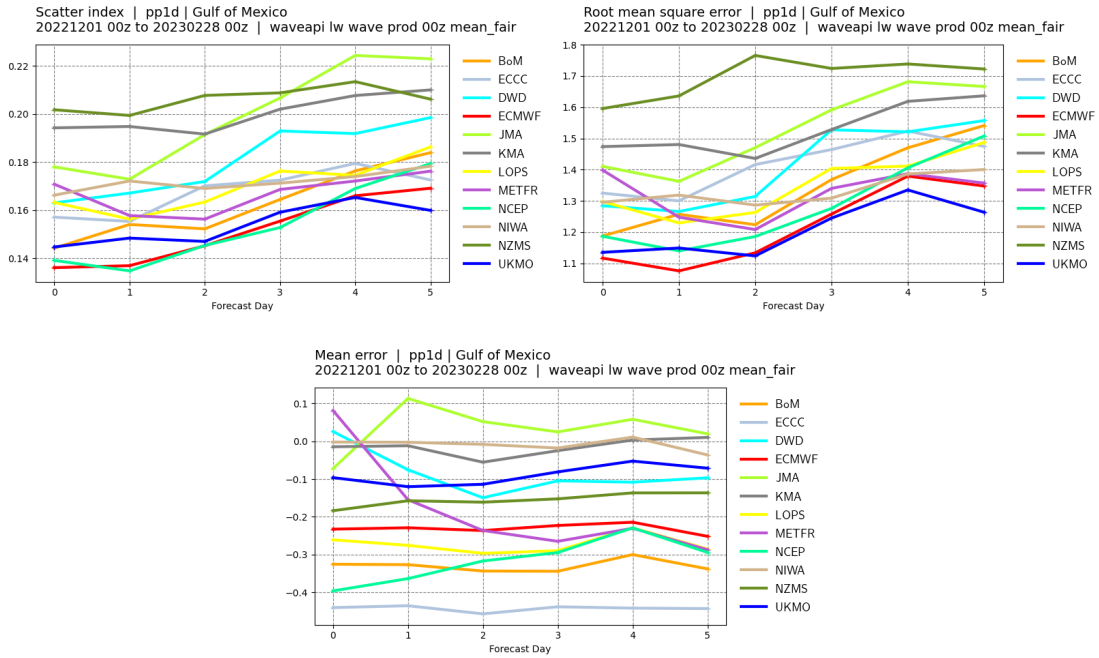 Scatter index | pp1d | Gulf of Mexico
20221201 00z to 20230228 00z | waveapi lw wave prod 00z mean_fair
0.22
0.20
0.18
0.16
0.14
0 1 2 3 4 5
Forecast Day
BoM
ECCC
DWD
ECMWF
JMA
KMA
LOPS
METFR
NCEP
NIWA
NZMS
UKMO
Root mean square error | pp1d | Gulf of Mexico
20221201 00z to 20230228 00z | waveapi lw wave prod 00z mean_fair
1.8
1.7
1.6
1.5
1.4
1.3
1.2
1.1
0 1 2 3 4 5
Forecast Day
BoM
ECCC
DWD
ECMWF
JMA
KMA
LOPS
METFR
NCEP
NIWA
NZMS
UKMO
Mean error | pp1d | Gulf of Mexico
20221201 00z to 20230228 00z | waveapi lw wave prod 00z mean_fair
0.1
0.0
−0.1
−0.2
−0.3
−0.4
0 1 2 3 4 5
Forecast Day
BoM
ECCC
DWD
ECMWF
JMA
KMA
LOPS
METFR
NCEP
NIWA
NZMS
UKMO